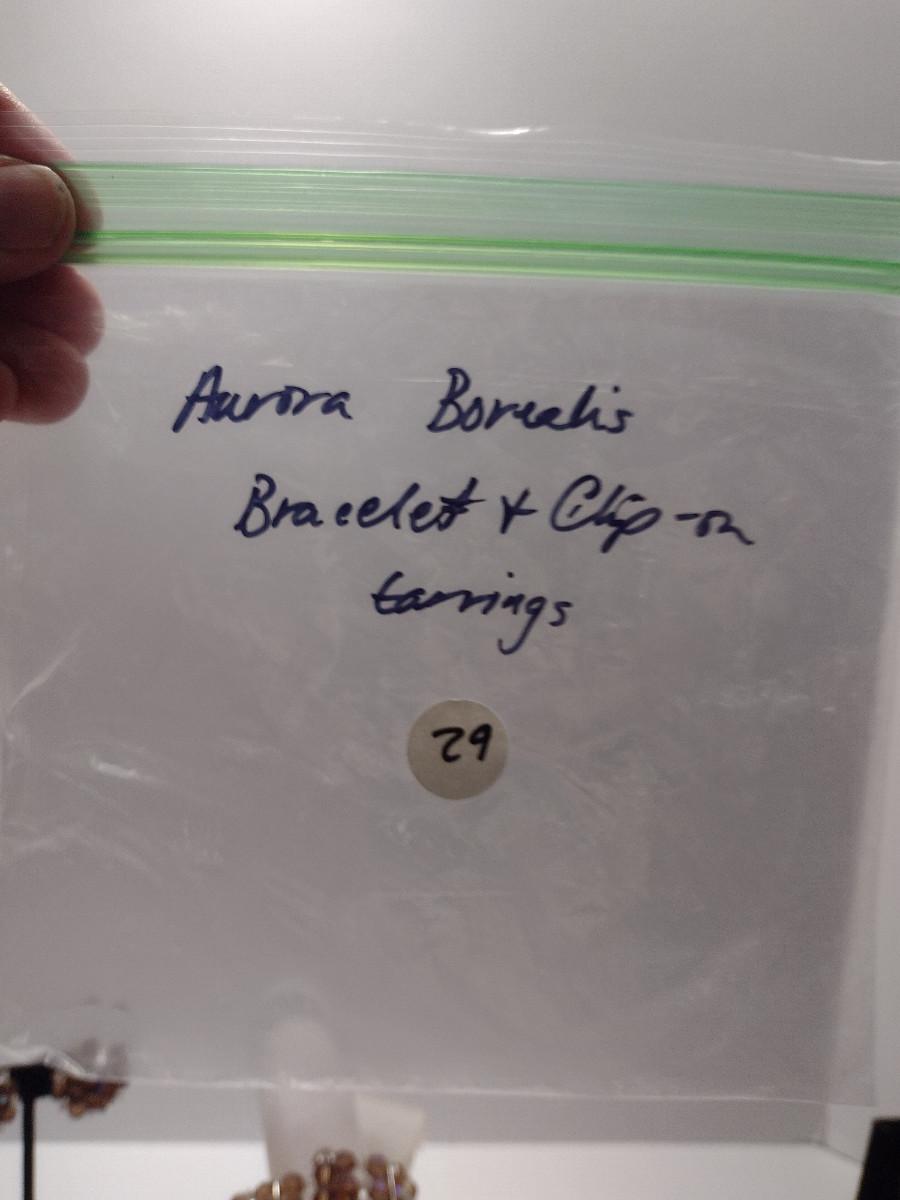 Aurora Borealis
Bracelet & Clip-on
Earrings
29